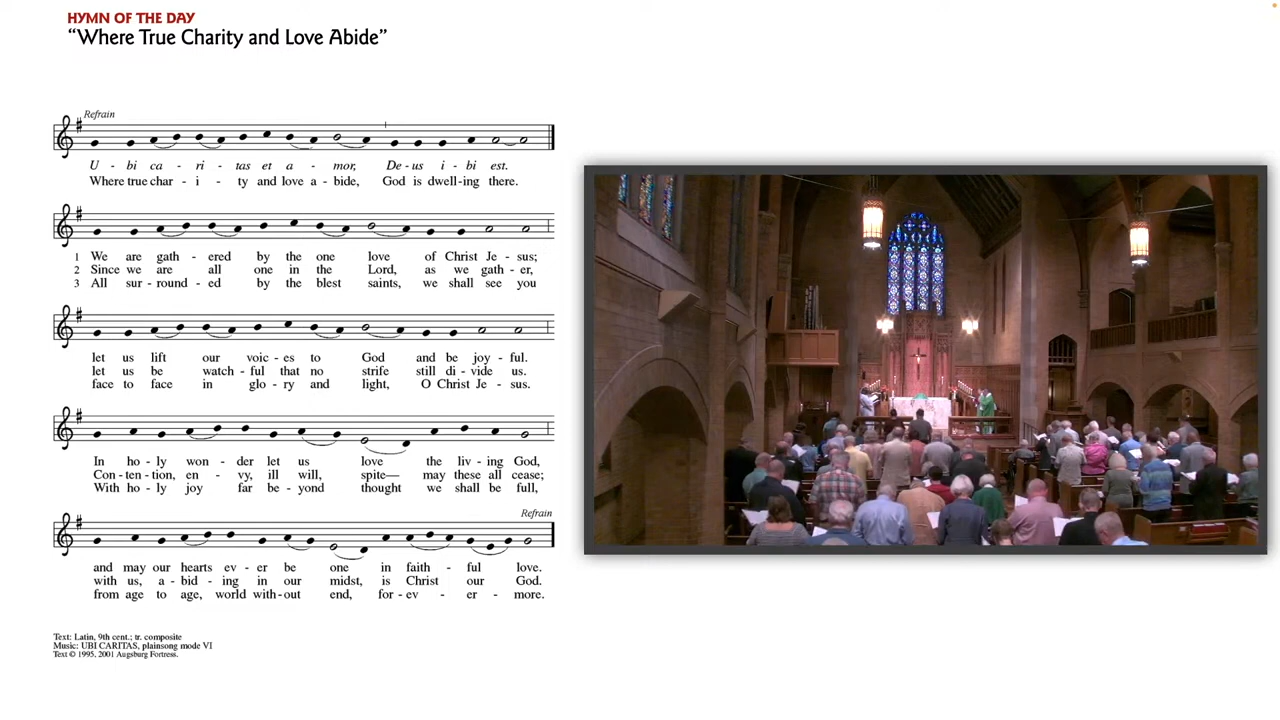 HYMN OF THE DAY
“Where True Charity and Love Abide”
Refrain
U - bi ca - ri - tas et a - mor, De - us i - bi est.
Where true char - i - ty and love a - bide, God is dwell - ing there.
1 We are gath - ered by the one love of Christ Je - sus;
2 Since we are all one in the Lord, as we gath - er,
3 All sur - round - ed by the blest saints, we shall see you
let us lift our voic - es to God and be joy - ful.
let us be watch - ful that no strife still di - vide us.
face to face in glo - ry and light, O Christ Je - sus.
In ho - ly won - der let us love the liv - ing God,
Con - ten - tion, en - vy, ill will, spite— may these all cease;
With ho - ly joy far be - yond thought we shall be full,
Refrain
and may our hearts ev - er be one in faith - ful love.
with us, a - bid - ing in our midst, is Christ our God.
from age to age, world with - out end, for - ev - er - more.
Text: Latin, 9th cent.; tr. composite
Music: UBI CARITAS, plainsong mode VI
Text © 1995, 2001 Augsburg Fortress.